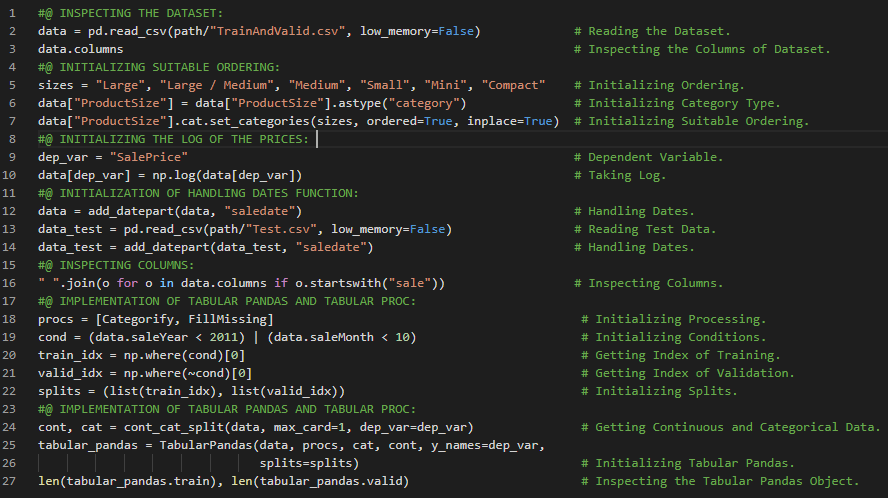 1 #@ INSPECTING THE DATASET:
2 data = pd.read_csv(path/"TrainAndValid.csv", low_memory=False) # Reading the Dataset.
3 data.columns # Inspecting the Columns of Dataset.
4 #@ INITIALIZING SUITABLE ORDERING:
5 sizes = "Large", "Large / Medium", "Medium", "Small", "Mini", "Compact" # Initializing Ordering.
6 data["ProductSize"] = data["ProductSize"].astype("category") # Initializing Category Type.
7 data["ProductSize"].cat.set_categories(sizes, ordered=True, inplace=True) # Initializing Suitable Ordering.
8 #@ INITIALIZING THE LOG OF THE PRICES:
9 dep_var = "SalePrice" # Dependent Variable.
10 data[dep_var] = np.log(data[dep_var]) # Taking Log.
11 #@ INITIALIZATION OF HANDLING DATES FUNCTION:
12 data = add_datepart(data, "saledate") # Handling Dates.
13 data_test = pd.read_csv(path/"Test.csv", low_memory=False) # Reading Test Data.
14 data_test = add_datepart(data_test, "saledate") # Handling Dates.
15 #@ INSPECTING COLUMNS:
16 " ".join(o for o in data.columns if o.startswith("sale")) # Inspecting Columns.
17 #@ IMPLEMENTATION OF TABULAR PANDAS AND TABULAR PROC:
18 procs = [Categorify, FillMissing] # Initializing Processing.
19 cond = (data.saleYear < 2011) | (data.saleMonth < 10) # Initializing Conditions.
20 train_idx = np.where(cond)[0] # Getting Index of Training.
21 valid_idx = np.where(~cond)[0] # Getting Index of Validation.
22 splits = (list(train_idx), list(valid_idx)) # Initializing Splits.
23 #@ IMPLEMENTATION OF TABULAR PANDAS AND TABULAR PROC:
24 cont, cat = cont_cat_split(data, max_card=1, dep_var=dep_var) # Getting Continuous and Categorical Data.
25 tabular_pandas = TabularPandas(data, procs, cat, cont, y_names=dep_var,
26 splits=splits) # Initializing Tabular Pandas.
27 len(tabular_pandas.train), len(tabular_pandas.valid) # Inspecting the Tabular Pandas Object.